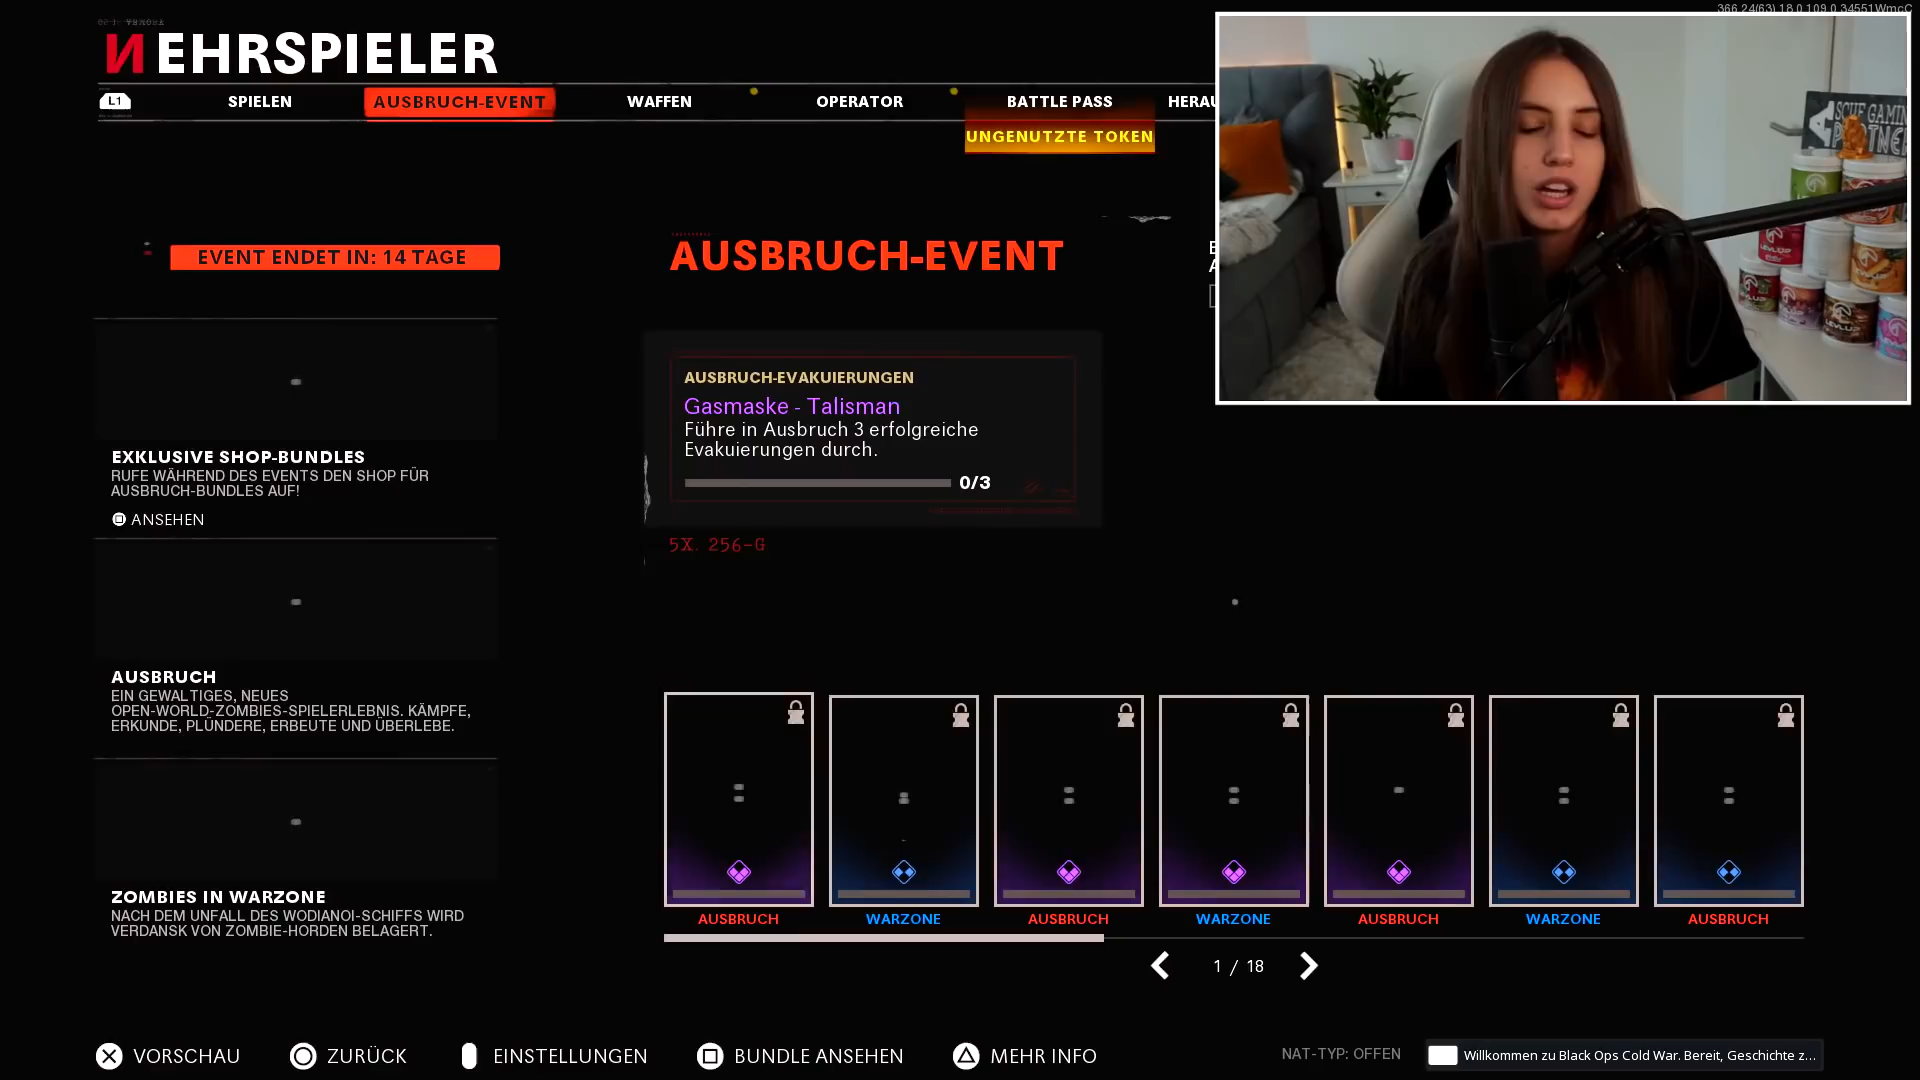 ИEHRSPIELER
L1
SPIELEN
AUSBRUCH-EVENT
WAFFEN
OPERATOR
BATTLE PASS
HERAU
UNGENUTZTE TOKEN
EVENT ENDET IN: 14 TAGE
EXKLUSIVE SHOP-BUNDLES
RUFE WÄHREND DES EVENTS DEN SHOP FÜR
AUSBRUCH-BUNDLES AUF!
ANSEHEN
AUSBRUCH
EIN GEWALTIGES, NEUES
OPEN-WORLD-ZOMBIES-SPIELERLEBNIS. KÄMPFE,
ERKUNDE, PLÜNDERE, ERBEUTE UND ÜBERLEBE.
ZOMBIES IN WARZONE
NACH DEM UNFALL DES WODIANOI-SCHIFFS WIRD
VERDANSK VON ZOMBIE-HORDEN BELAGERT.
AUSBRUCH-EVENT
AUSBRUCH-EVAKUIERUNGEN
Gasmaske - Talisman
Führe in Ausbruch 3 erfolgreiche
Evakuierungen durch.
0/3
5X. 256-G
AUSBRUCH
WARZONE
AUSBRUCH
WARZONE
AUSBRUCH
WARZONE
AUSBRUCH
1 / 18
VORSCHAU
ZURÜCK
EINSTELLUNGEN
BUNDLE ANSEHEN
MEHR INFO
NAT-TYP: OFFEN
Willkommen zu Black Ops Cold War. Bereit, Geschichte z...